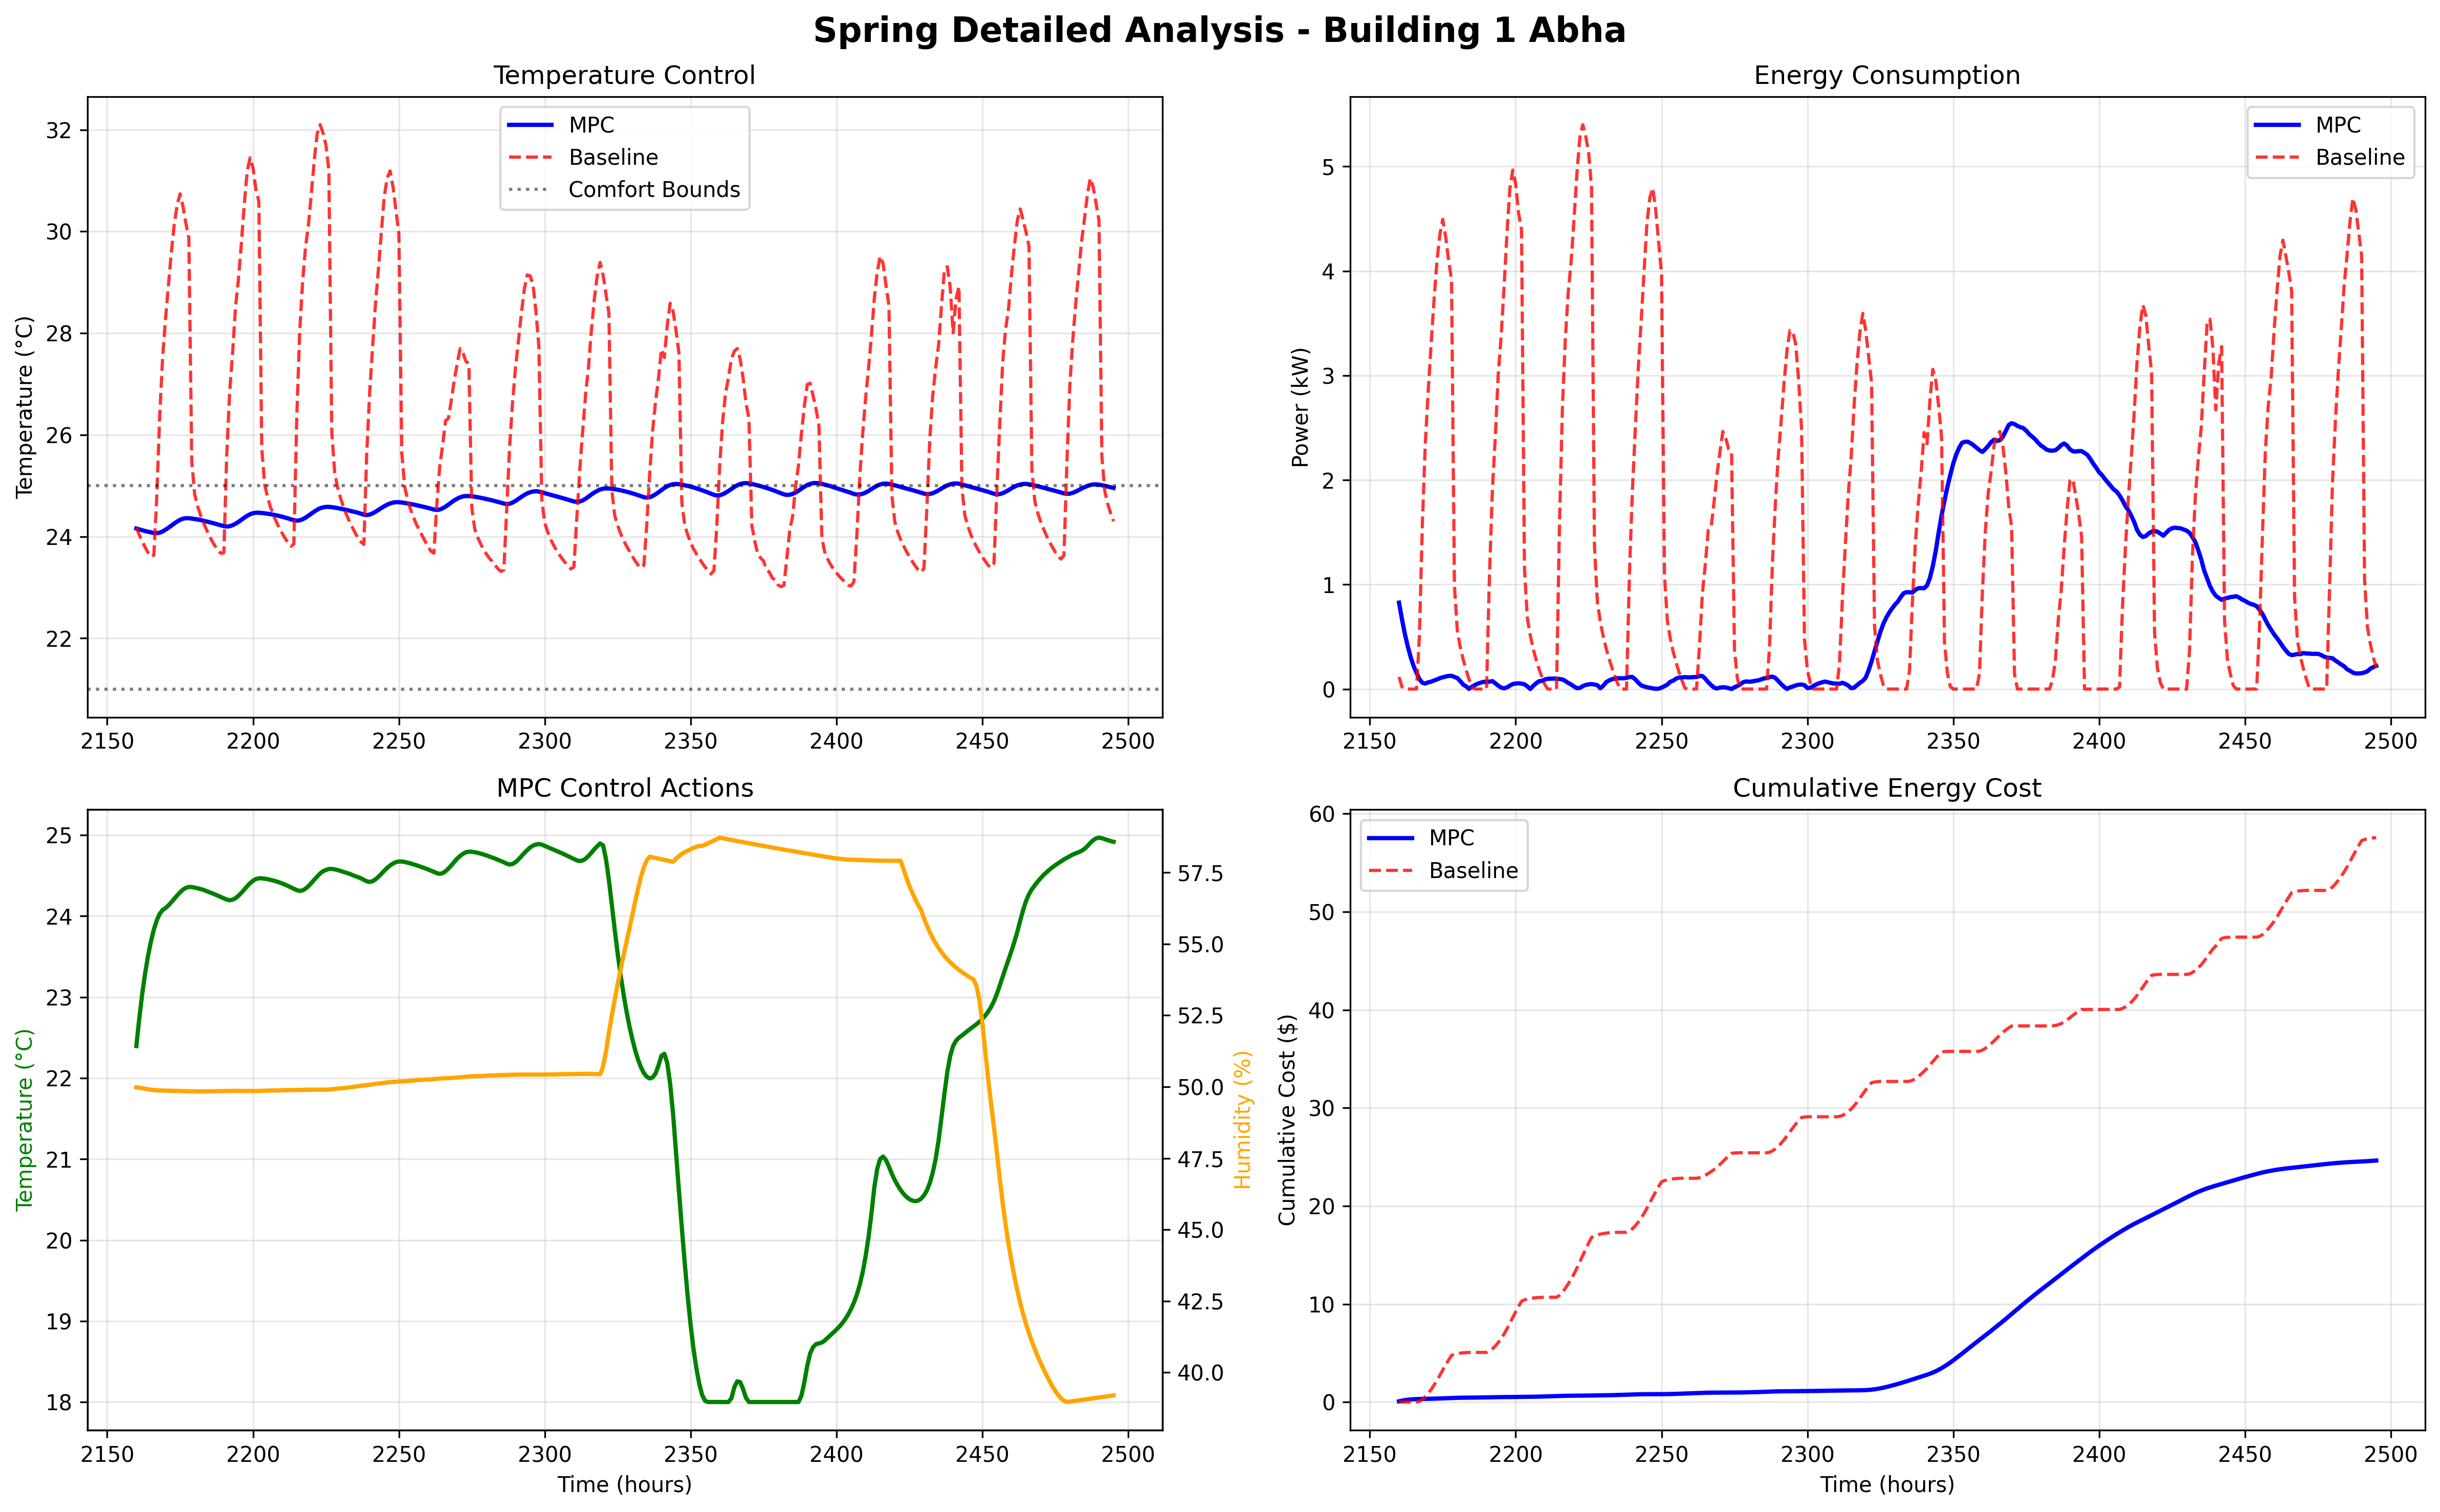 Spring Detailed Analysis - Building 1 Abha
Temperature Control
MPC
Baseline
Comfort Bounds
Temperature (°C)
32
30
28
26
24
22
2150 2200 2250 2300 2350 2400 2450 2500
Energy Consumption
MPC
Baseline
Power (kW)
5
4
3
2
1
0
2150 2200 2250 2300 2350 2400 2450 2500
MPC Control Actions
Temperature (°C)
25
24
23
22
21
20
19
18
57.5
55.0
52.5
50.0
47.5
45.0
42.5
40.0
Humidity (%)
2150 2200 2250 2300 2350 2400 2450 2500
Time (hours)
Cumulative Energy Cost
MPC
Baseline
Cumulative Cost ($)
60
50
40
30
20
10
0
2150 2200 2250 2300 2350 2400 2450 2500
Time (hours)